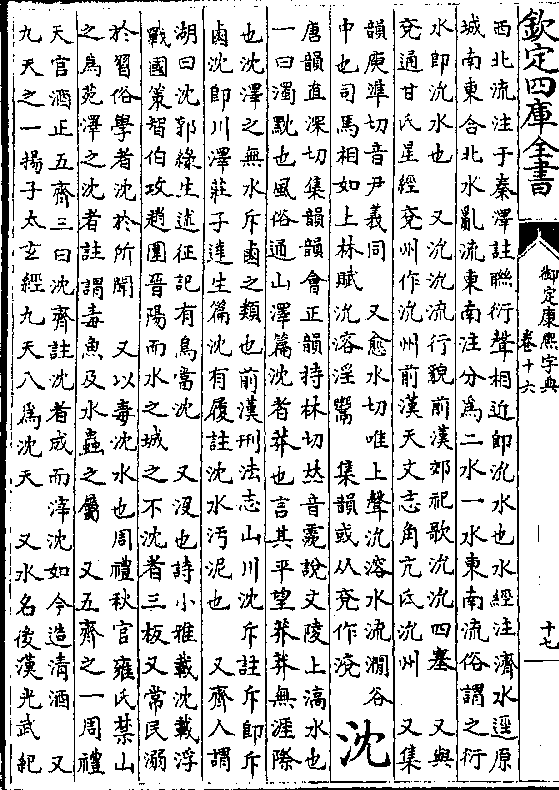 欽定四庫全書
御定康熙字典
卷十六
十七
西北流注于秦澤註聯衍聲相近即沇水也水經注濟水逕原
城南東合北水亂流東南注分為二水一水東南流俗謂之衍
水即沇水也 又沇沇流行貌前漢郊祀歌沇沇四塞 又與
兖通甘氏星經兖州作沇州前漢天文志角亢氐沇州 又集
韻庾準切音尹義同 又愈水切唯上聲沇溶水流澗谷
中也司馬相如上林賦沇溶淫鬻 集韻或从兖作渷
沈
唐韻直深切集韻韻會正韻持林切𠀤音霃說文陵上滈水也
一曰濁黕也風俗通山澤篇沈者莽也言其平望莽莽無涯際
也沈澤之無水斥鹵之類也前漢刑法志山川沈斥註斥即斥
鹵沈即川澤莊子達生篇沈有履註沈水汚泥也 又齊人謂
湖曰沈郭緣生述征記有鳥當沈 又沒也詩小雅載沈載浮
戰國策智伯攻趙圍晉陽而水之城之不沈者三板又常民溺
於習俗學者沈於所聞 又以毒沈水也周禮秋官雍氏禁山
之為苑澤之沈者註謂毒魚及水蟲之屬 又五齊之一周禮
天官酒正五齊三曰沈齊註沈者成而滓沈如今造清酒 又
九天之一揚子太玄經九天八為沈天 又水名後漢光武紀